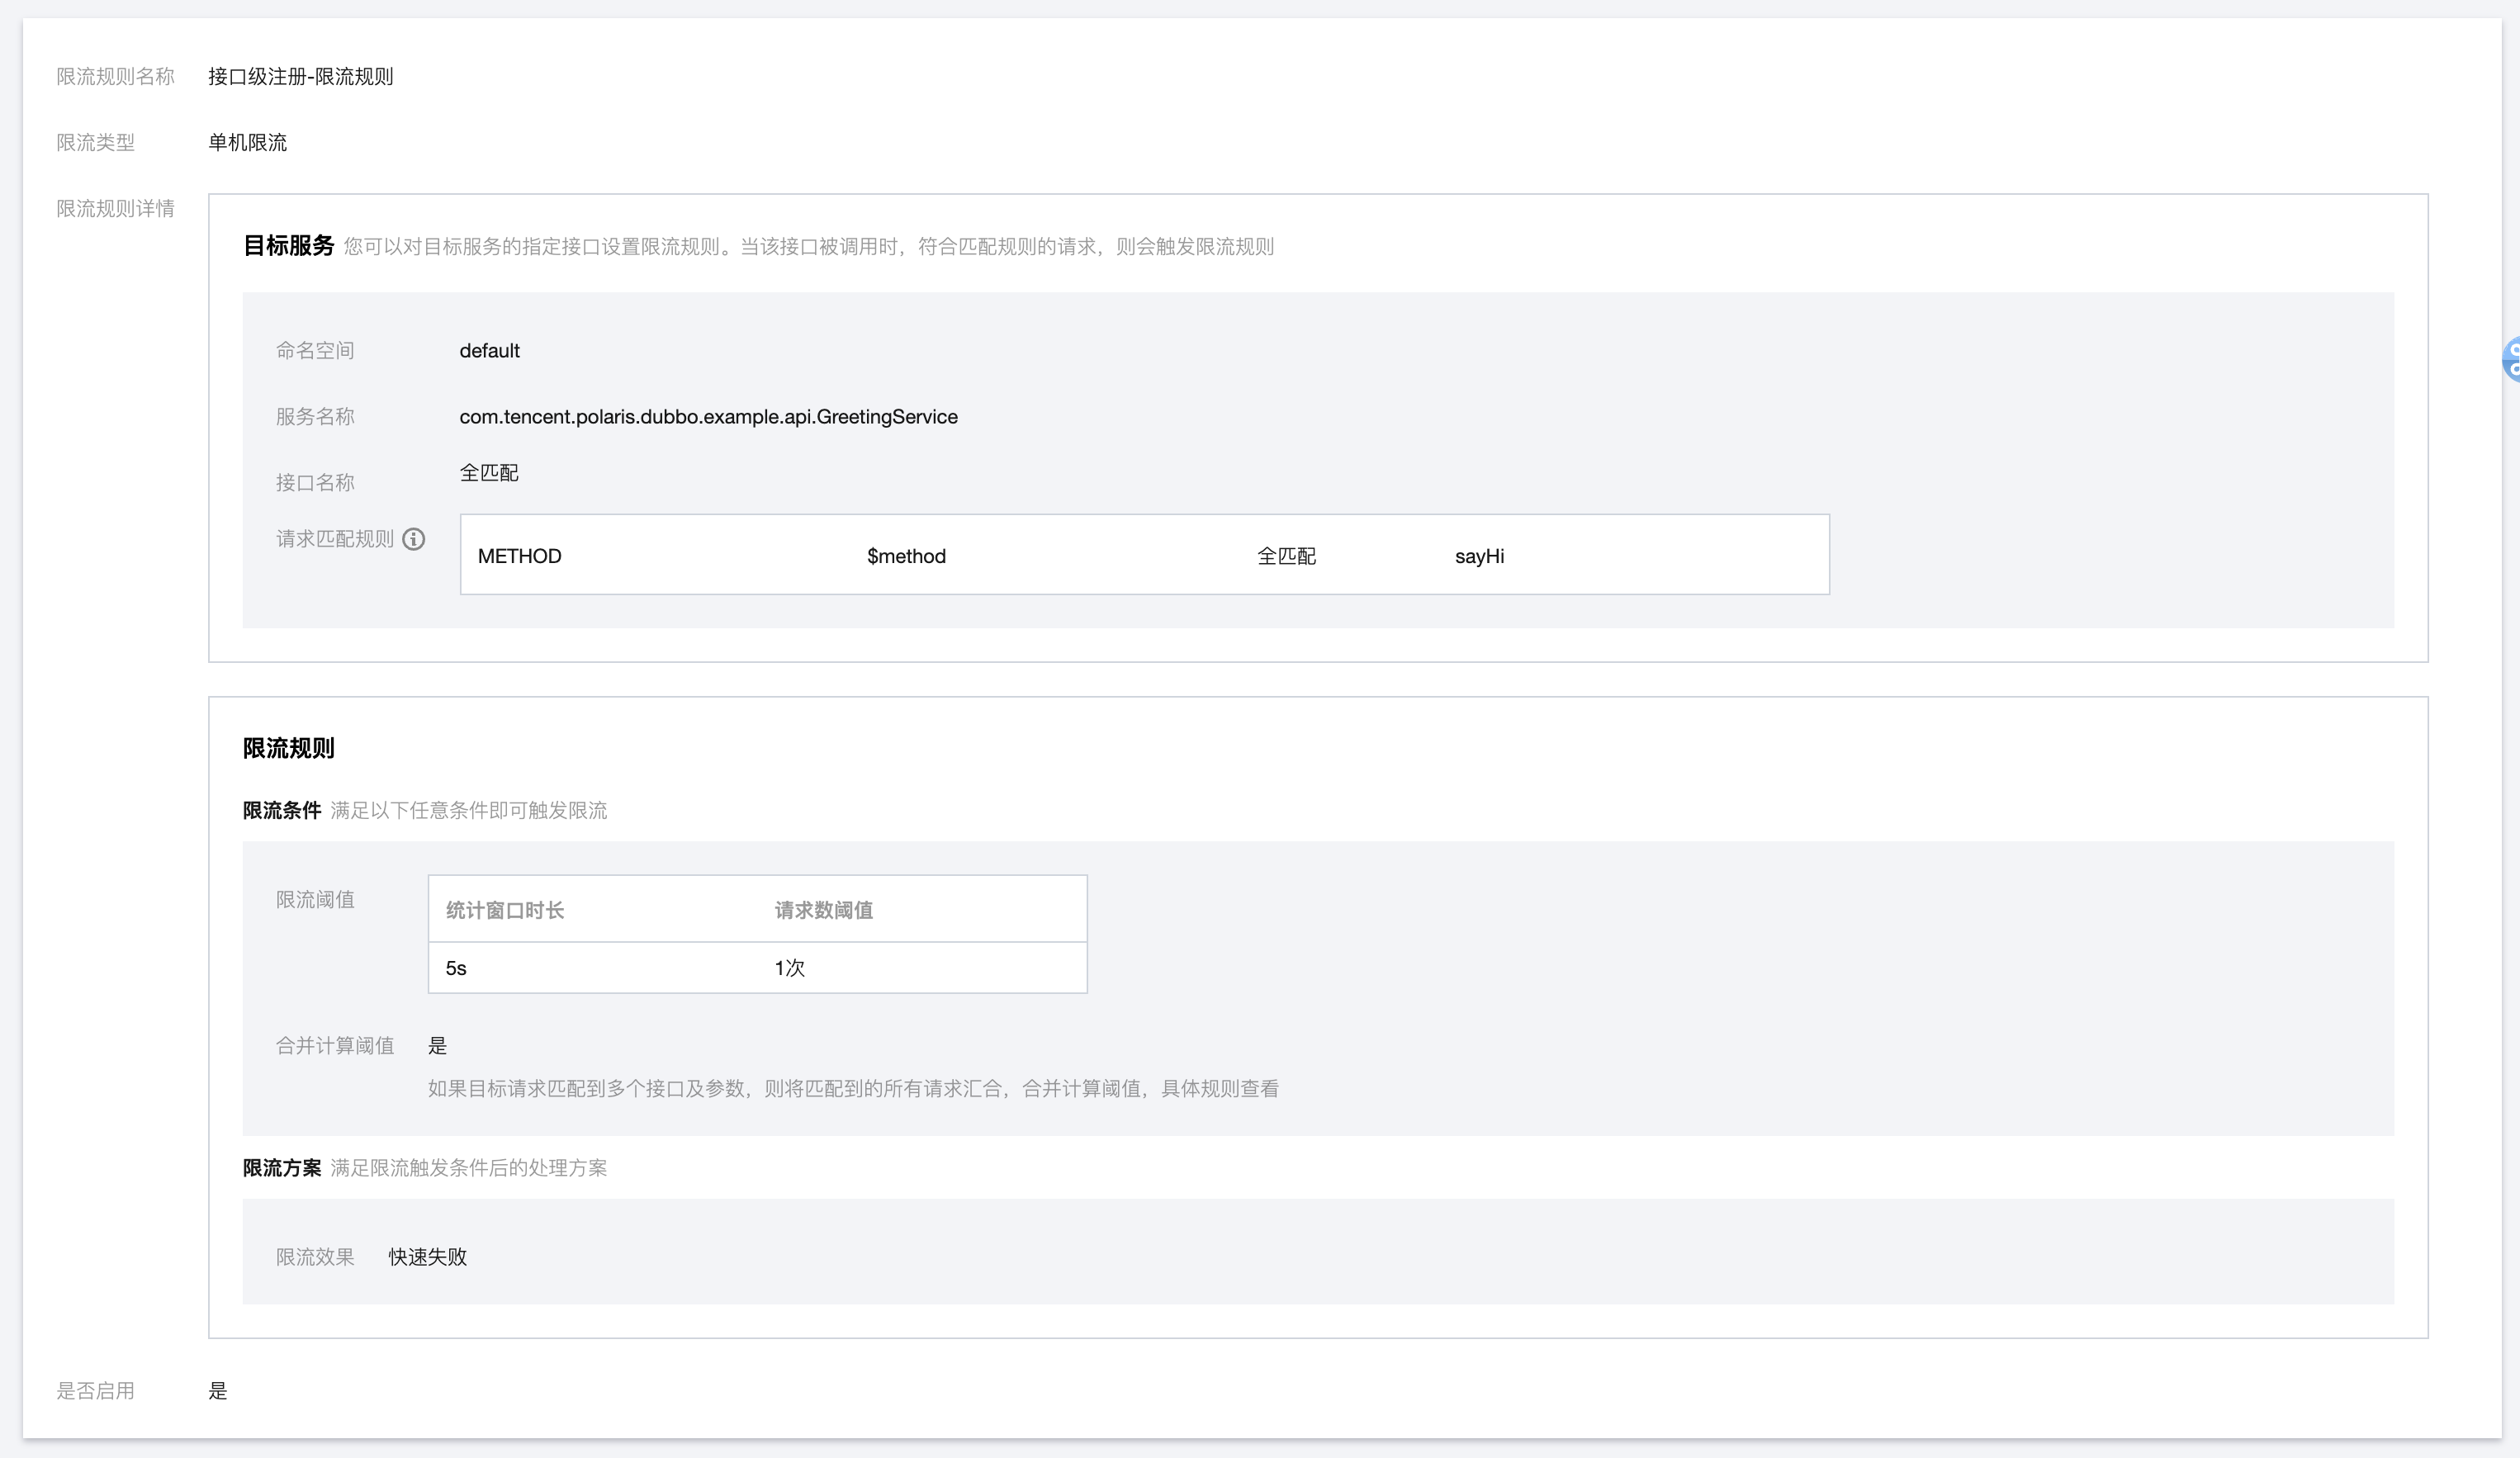 限流规则名称 接口级注册-限流规则
限流类型 单机限流
限流规则详情
目标服务 您可以对目标服务的指定接口设置限流规则。当该接口被调用时，符合匹配规则的请求，则会触发限流规则
命名空间 default
服务名称 com.tencent.polaris.dubbo.example.api.GreetingService
接口名称 全匹配
请求匹配规则 METHOD $method 全匹配 sayHi
限流规则
限流条件 满足以下任意条件即可触发限流
限流阈值 统计窗口时长 请求数阈值
5s 1次
合并计算阈值 是
如果目标请求匹配到多个接口及参数，则将匹配到的所有请求汇合，合并计算阈值，具体规则查看
限流方案 满足限流触发条件后的处理方案
限流效果 快速失败
是否启用 是